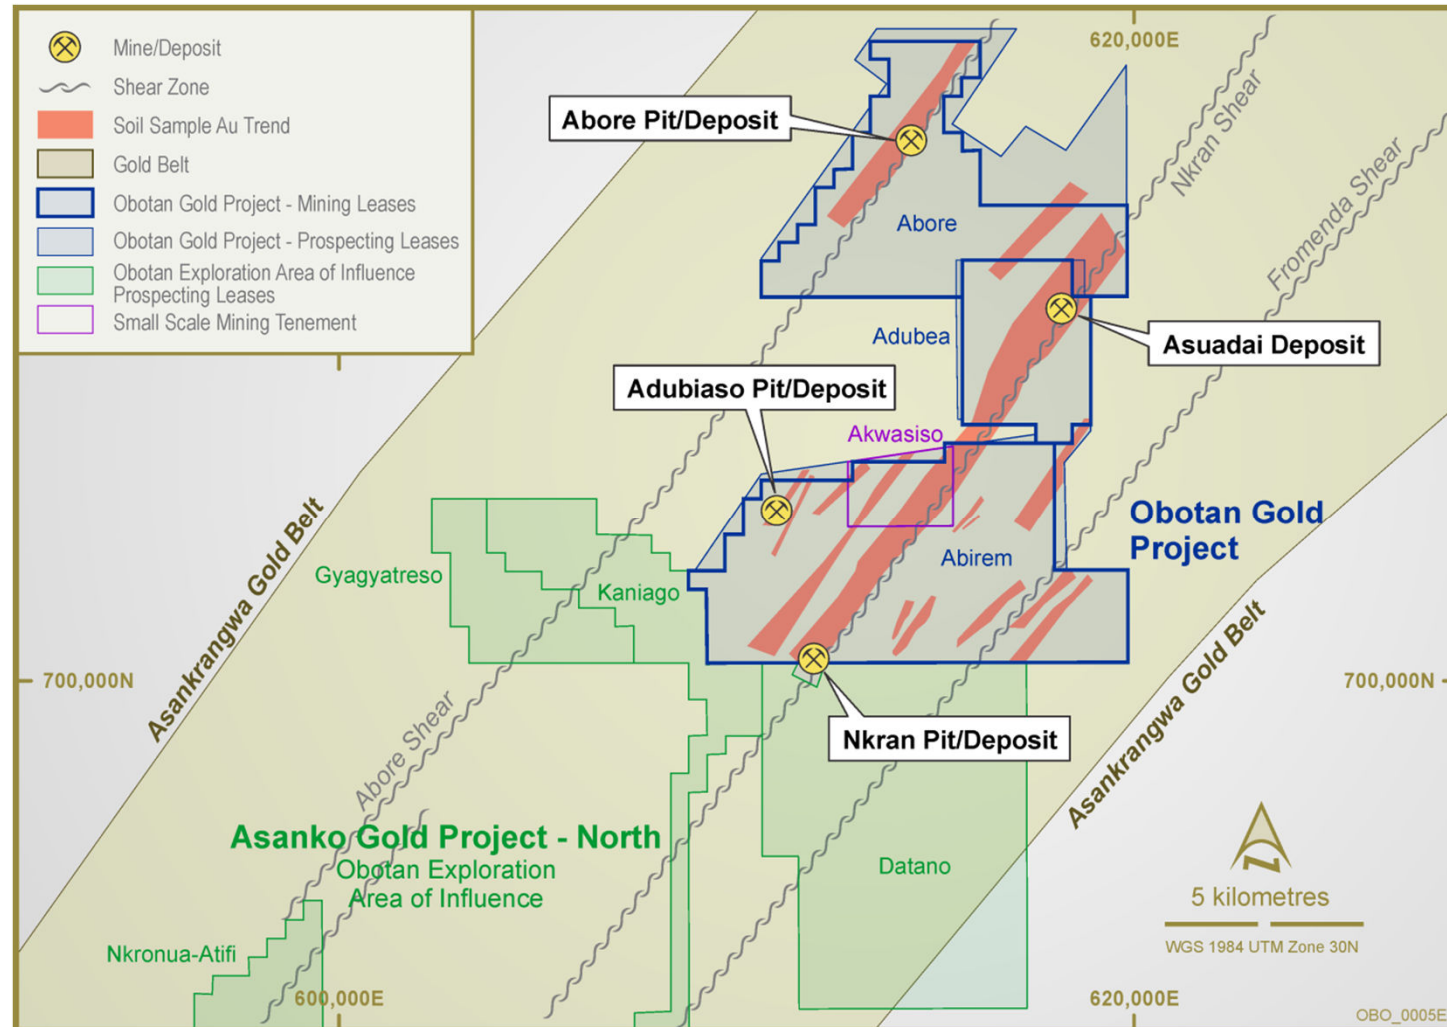 Mine/Deposit
Shear Zone
Soil Sample Au Trend
Gold Belt
Obotan Gold Project - Mining Leases
Obotan Gold Project - Prospecting Leases
Obotan Exploration Area of Influence
Prospecting Leases
Small Scale Mining Tenement
620,000E
Abore Pit/Deposit
Nkran Shear
Fromenda Shear
Abore
Adubea
Asuadai Deposit
Adubiaso Pit/Deposit
Akwasiso
Asankrangwa Gold Belt
Obotan Gold
Project
Abirem
Gyagyatreso
Kaniago
700,000N
700,000N
Asankrangwa Gold Belt
Abore Shear
Nkran Pit/Deposit
Asanko Gold Project - North
Obotan Exploration
Area of Influence
Datano
N
5 kilometres
WGS 1984 UTM Zone 30N
Nkronua-Atifi
600,000E
620,000E
OBO_0005E